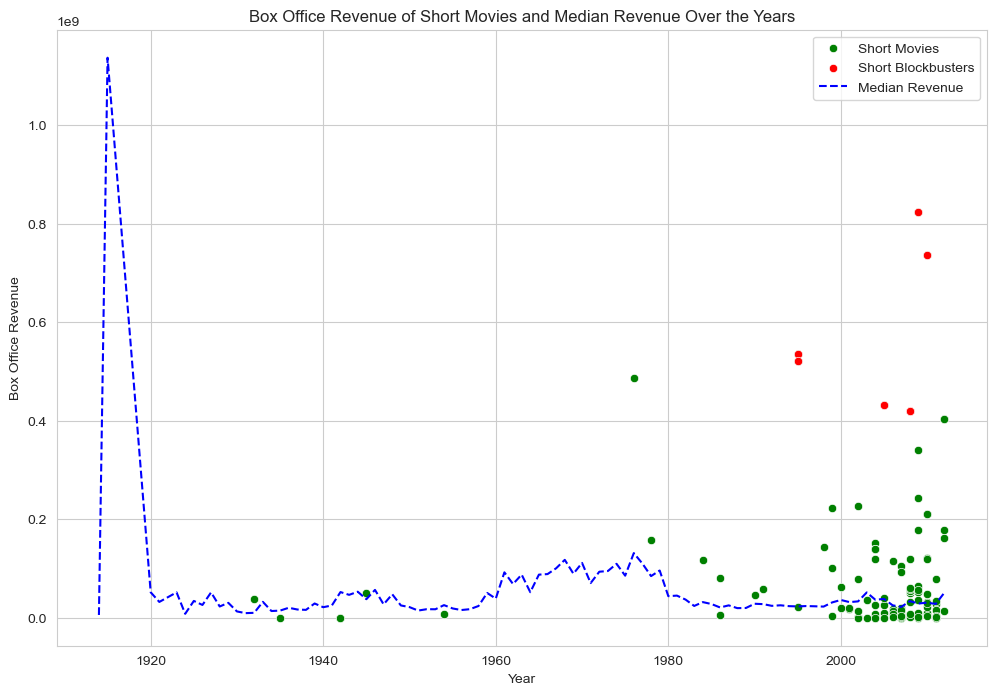 Box Office Revenue of Short Movies and Median Revenue Over the Years
1e9
Short Movies
Short Blockbusters
Median Revenue
1.0
0.8
0.6
0.4
0.2
0.0
Box Office Revenue
1920 1940 1960 1980 2000
Year